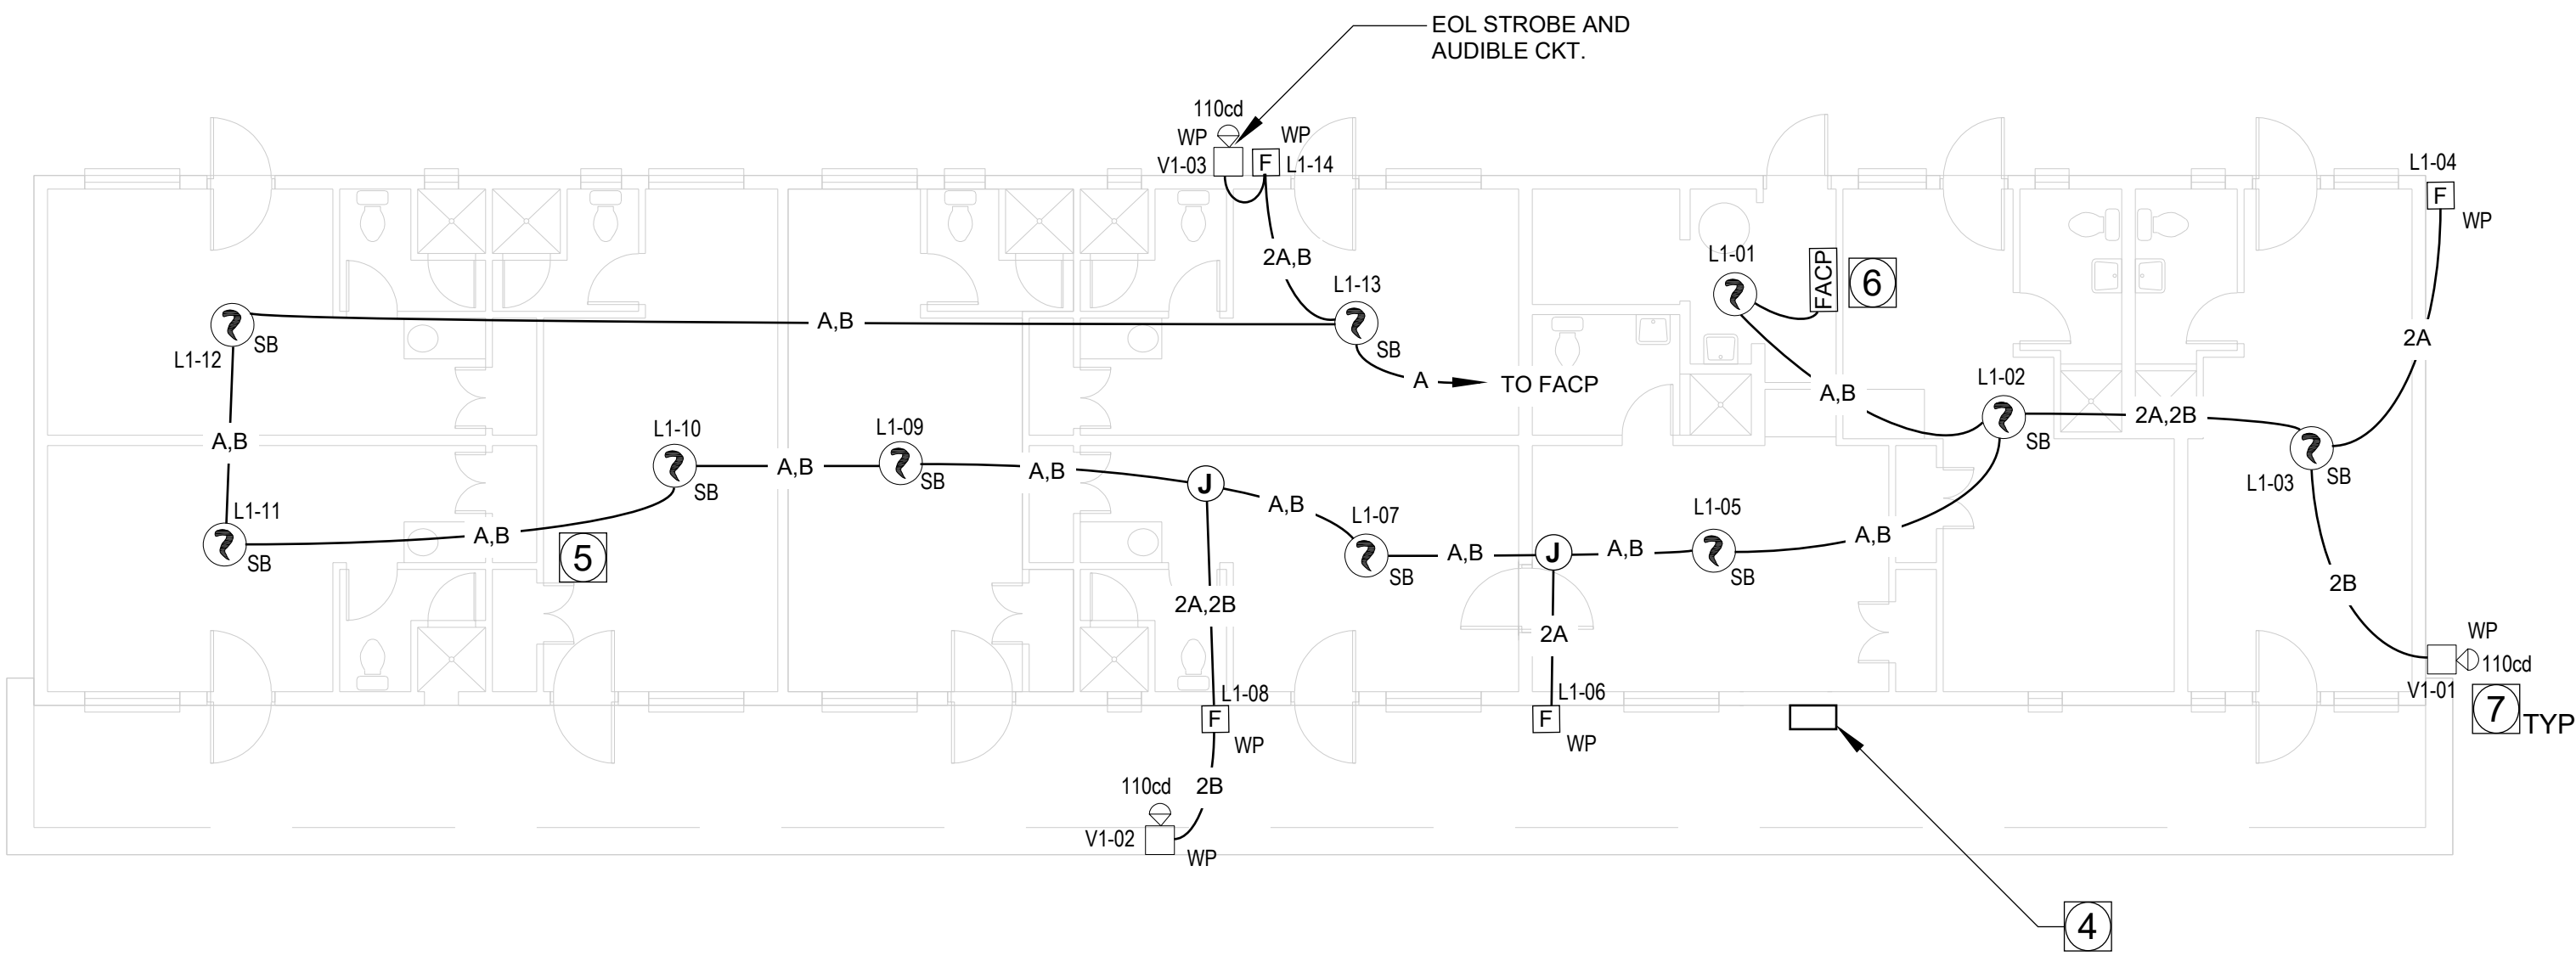 EOL STROBE AND
AUDIBLE CKT.
110cd
WP
WP
V1-03
F
L1-14
L1-04
F
WP
2A,B
L1-13
SB
L1-01
FACP
6
2A
L1-12
SB
A,B
A
TO FACP
A,B
L1-02
SB
2A,2B
L1-03
SB
A,B
L1-10
SB
A,B
L1-09
SB
A,B
J
A,B
L1-07
SB
A,B
J
A,B
L1-05
SB
A,B
L1-11
SB
A,B
5
2A,2B
2A
2B
WP
110cd
V1-01
7
TYP
L1-08
F
WP
L1-06
F
WP
2B
110cd
V1-02
WP
4